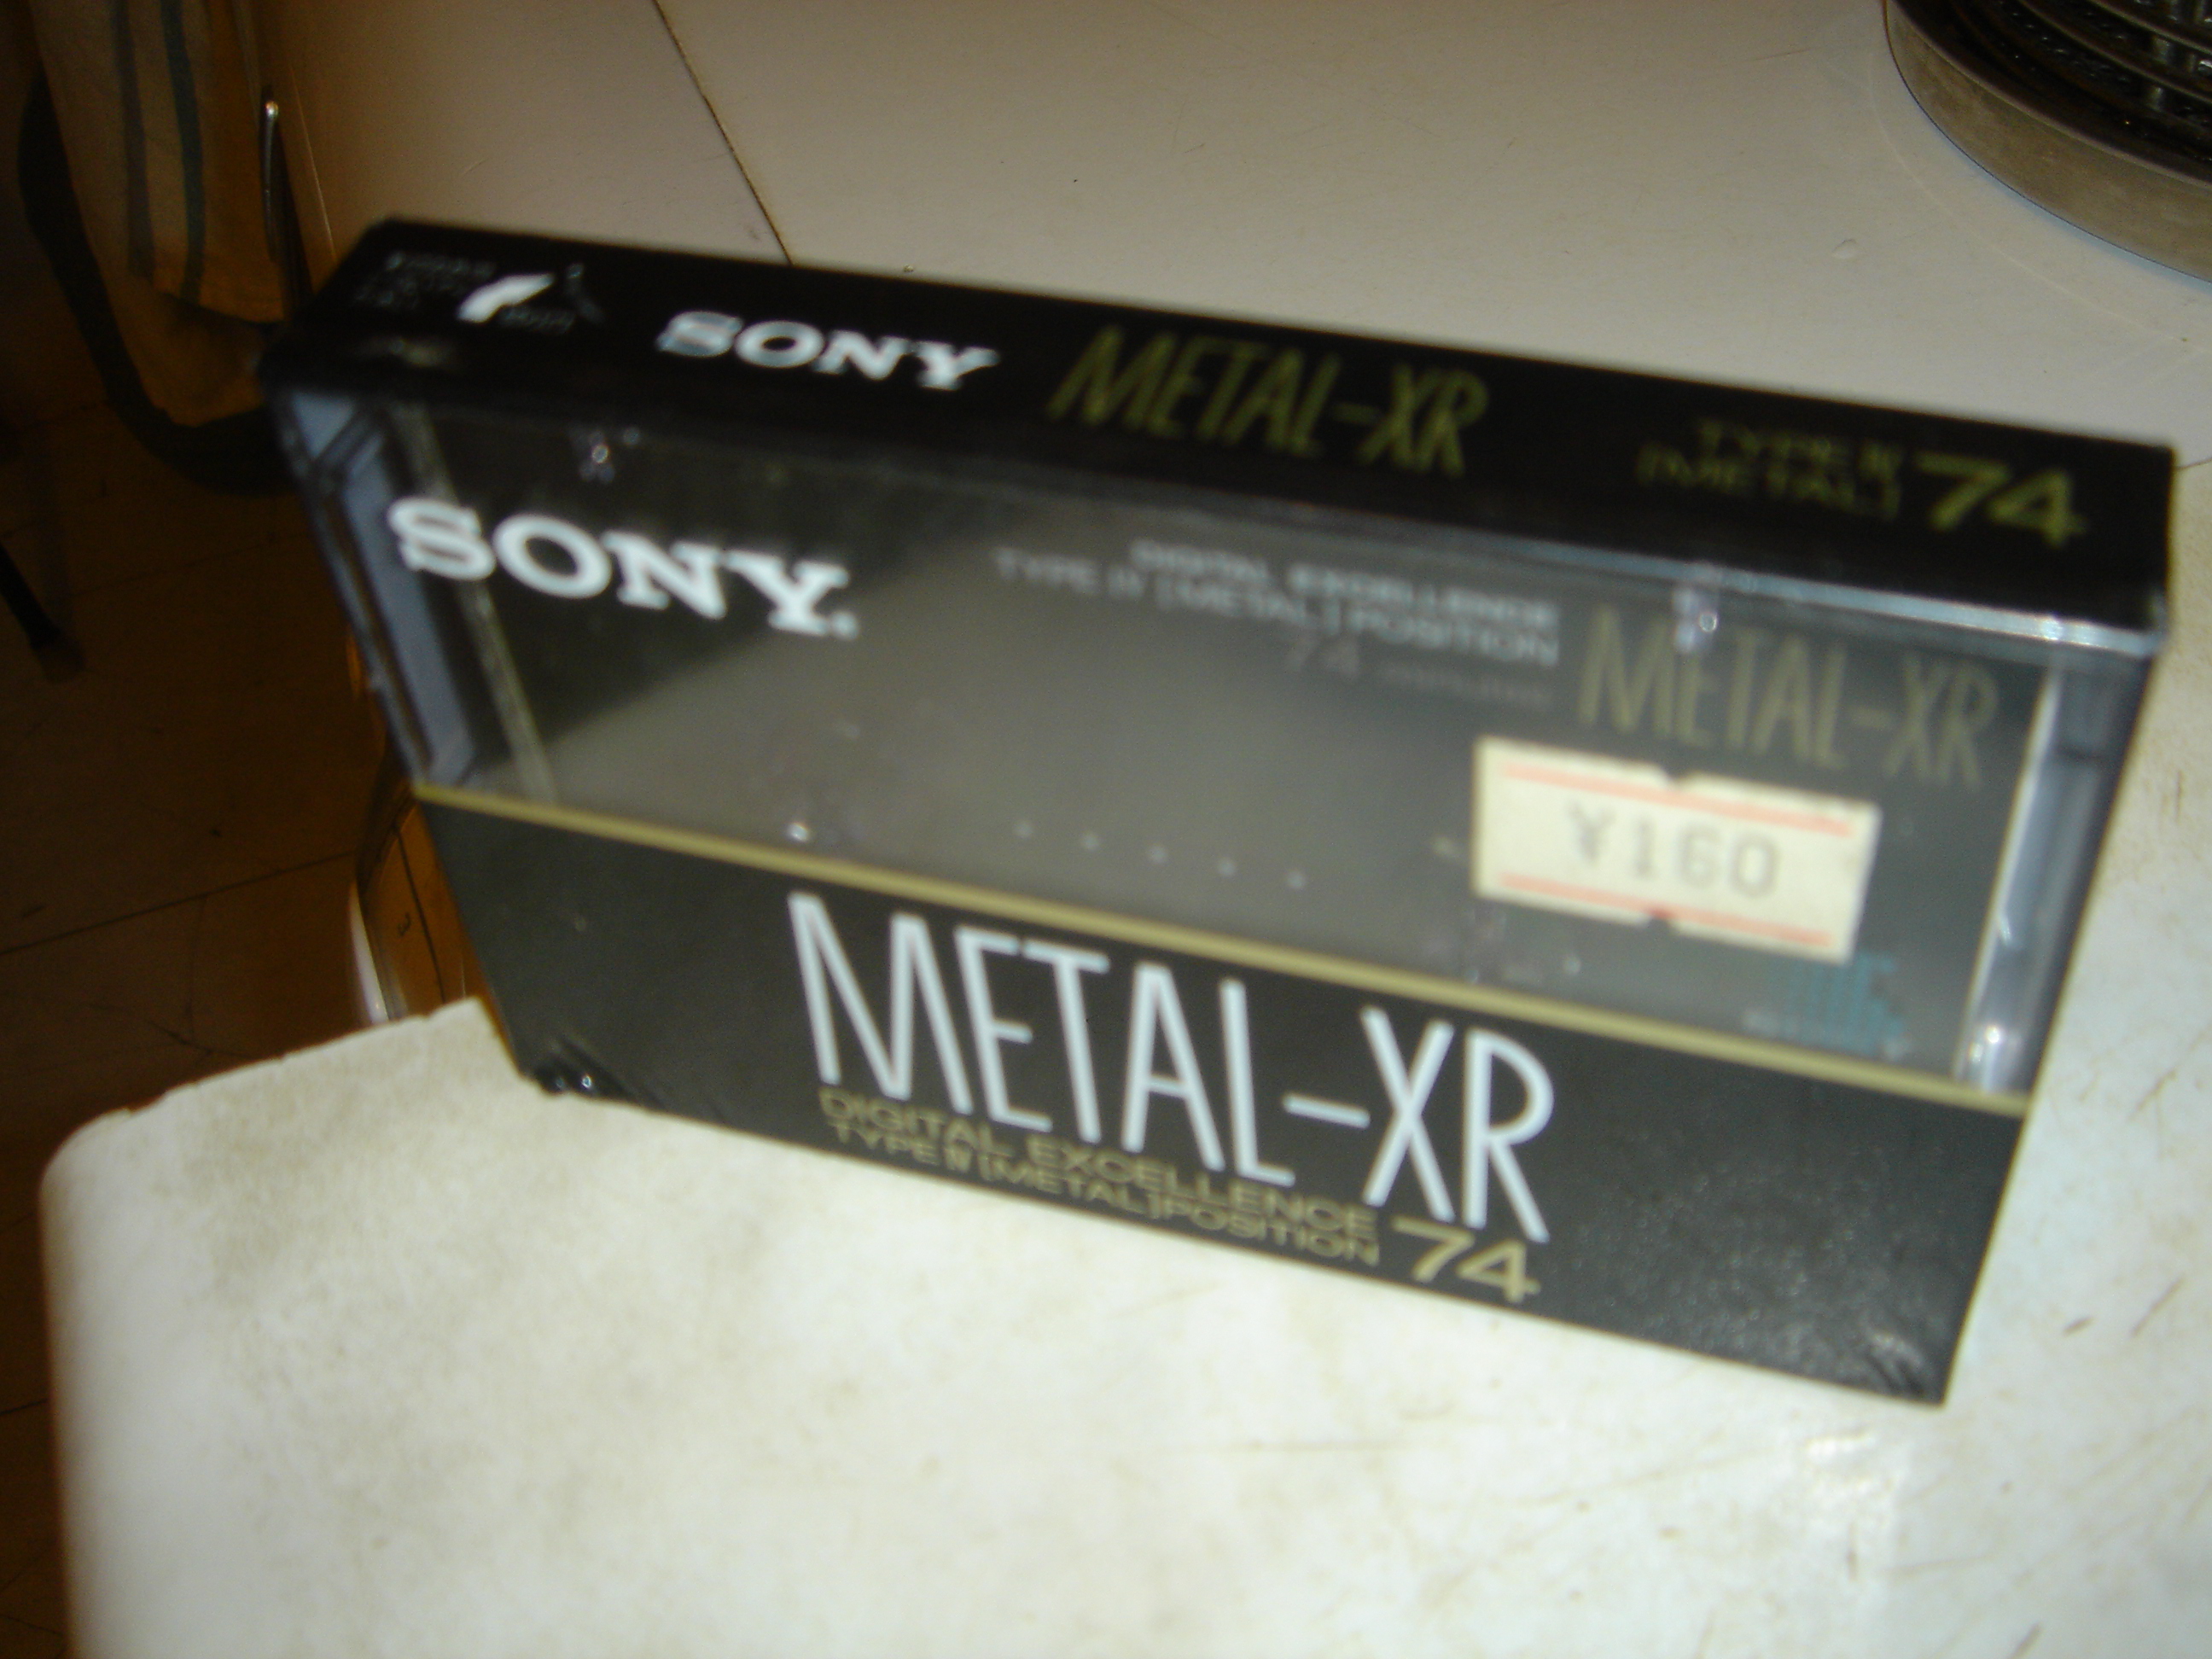 SONY
METAL-XR
TYPE IV
[METAL]
74
SONY.
DIGITAL EXCELLENCE
TYPE IV [METAL] POSITION
74
METAL-XR
¥160
METAL-XR
DIGITAL EXCELLENCE
TYPE IV [METAL] POSITION
74